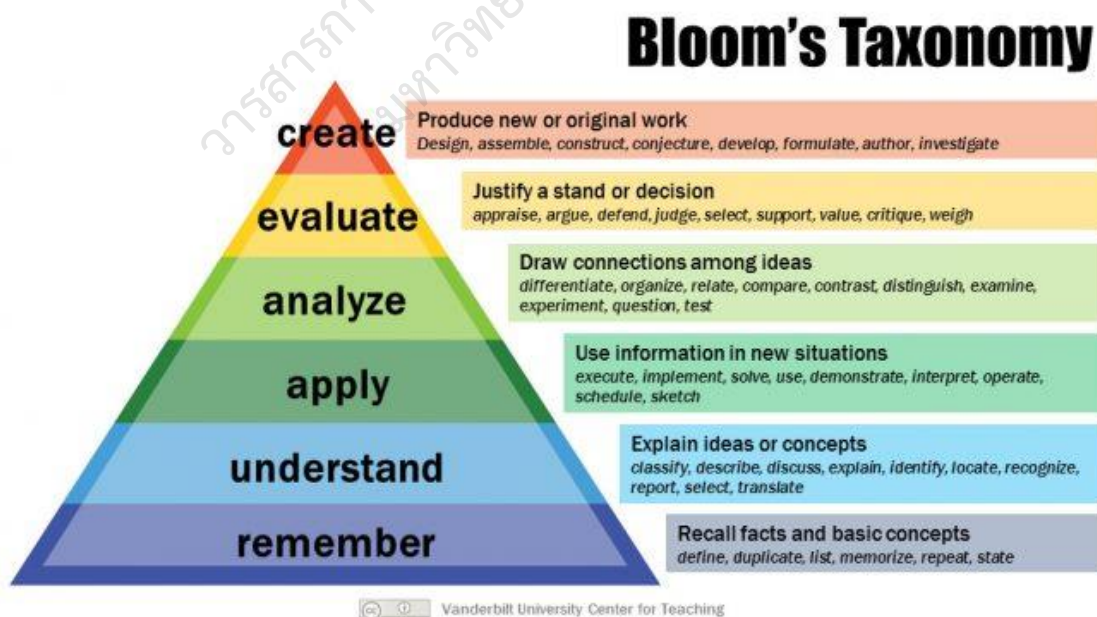 Bloom's Taxonomy
create
Produce new or original work
Design, assemble, construct, conjecture, develop, formulate, author, investigate
evaluate
Justify a stand or decision
appraise, argue, defend, judge, select, support, value, critique, weigh
analyze
Draw connections among ideas
differentiate, organize, relate, compare, contrast, distinguish, examine,
experiment, question, test
apply
Use information in new situations
execute, implement, solve, use, demonstrate, interpret, operate,
schedule, sketch
understand
Explain ideas or concepts
classify, describe, discuss, explain, identify, locate, recognize,
report, select, translate
remember
Recall facts and basic concepts
define, duplicate, list, memorize, repeat, state
cc
Vanderbilt University Center for Teaching